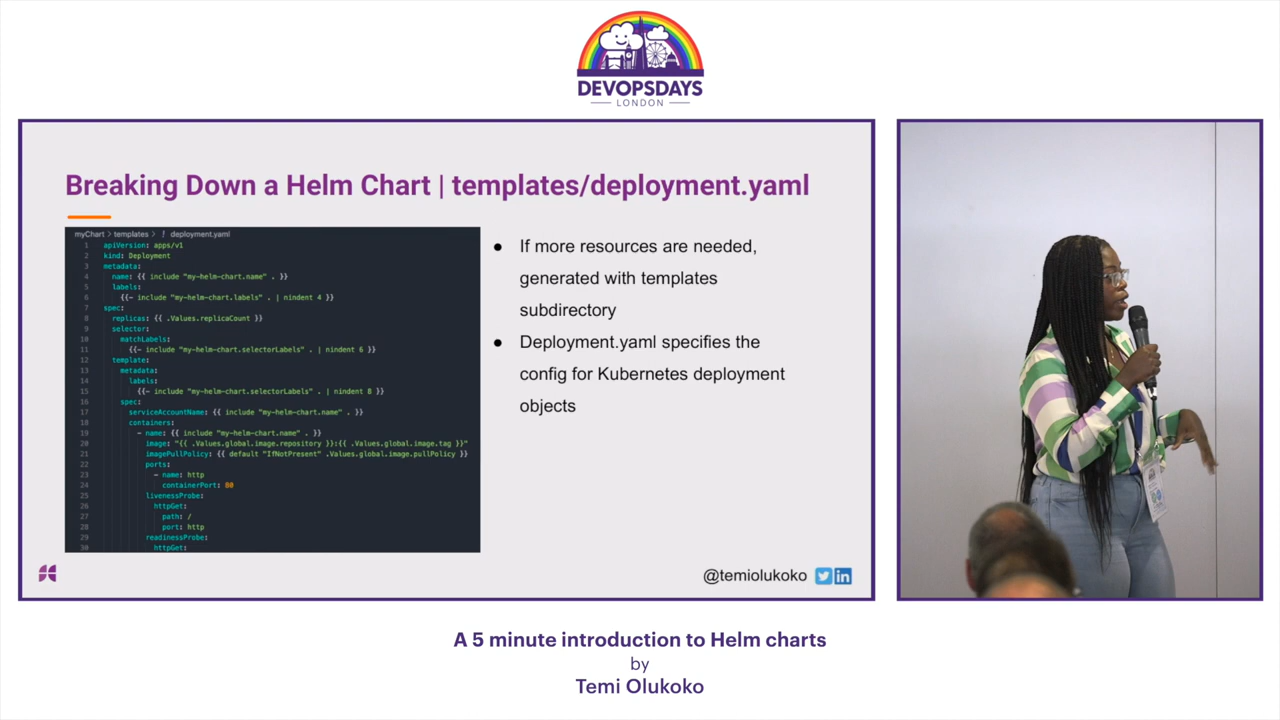 DEVOPSDAYS
LONDON
Breaking Down a Helm Chart | templates/deployment.yaml
myChart > templates > ! deployment.yaml
1 apiVersion: apps/v1
2 kind: Deployment
3 metadata:
4 name: {{ include "my-helm-chart.name" . }}
5 labels:
6 {{- include "my-helm-chart.labels" . | nindent 4 }}
7 spec:
8 replicas: {{ .Values.replicaCount }}
9 selector:
10 matchLabels:
11 {{- include "my-helm-chart.selectorLabels" . | nindent 6 }}
12 template:
13 metadata:
14 labels:
15 {{- include "my-helm-chart.selectorLabels" . | nindent 8 }}
16 spec:
17 serviceAccountName: {{ include "my-helm-chart.name" . }}
18 containers:
19 - name: {{ include "my-helm-chart.name" . }}
20 image: "{{ .Values.global.image.repository }}:{{ .Values.global.image.tag }}"
21 imagePullPolicy: {{ default "IfNotPresent" .Values.global.image.pullPolicy }}
22 ports:
23 - name: http
24 containerPort: 80
25 livenessProbe:
26 httpGet:
27 path: /
28 port: http
29 readinessProbe:
30 httpGet:
● If more resources are needed,
generated with templates
subdirectory
● Deployment.yaml specifies the
config for Kubernetes deployment
objects
@temiolukoko
A 5 minute introduction to Helm charts
by
Temi Olukoko